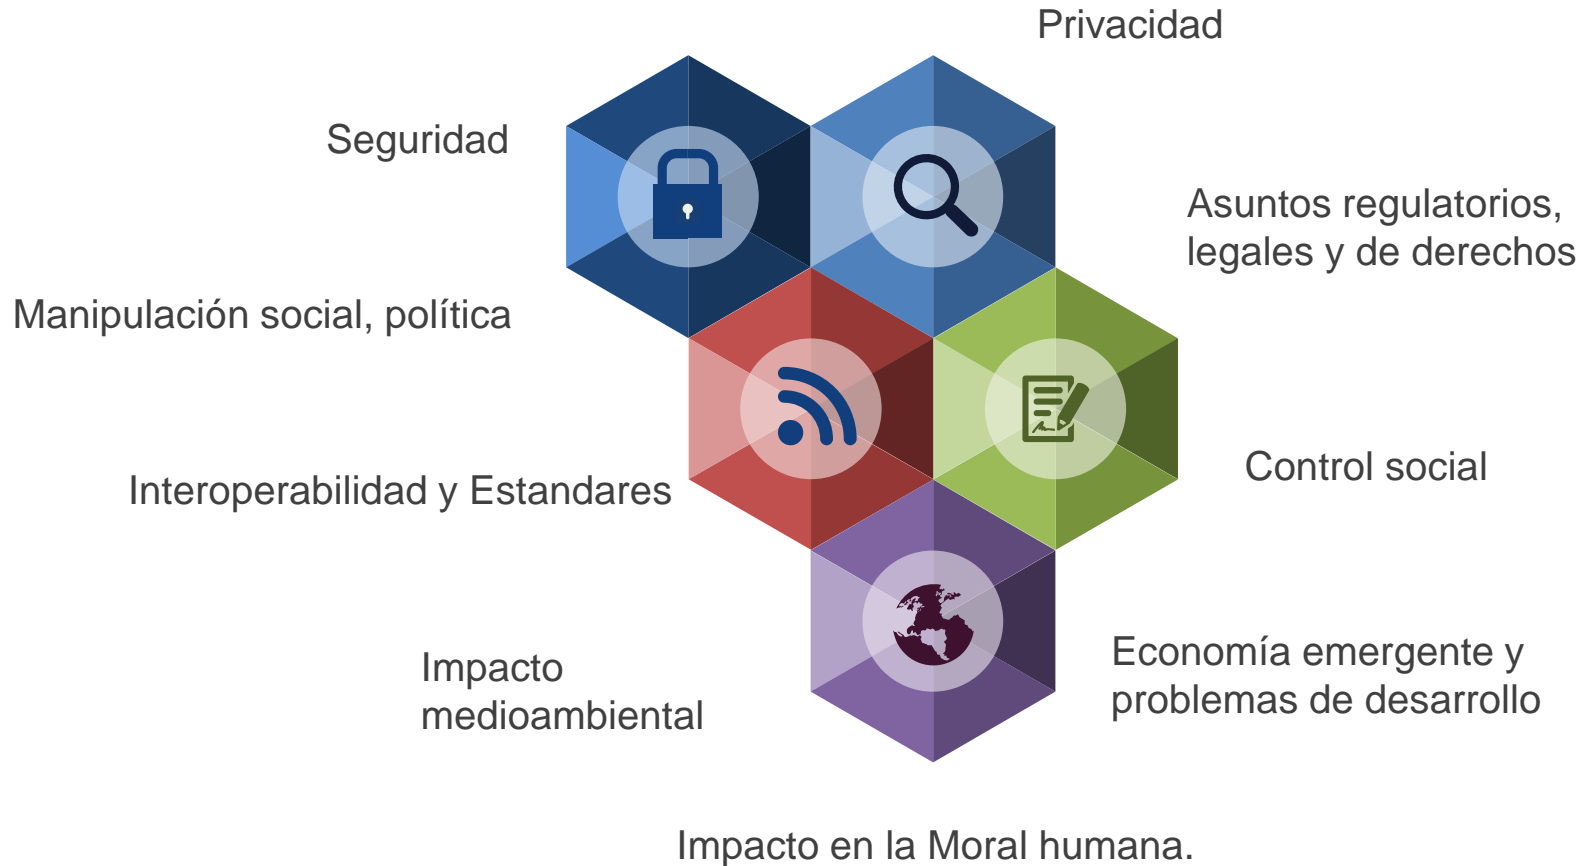 Privacidad
Seguridad
Asuntos regulatorios,
legales y de derechos
Manipulación social, política
Control social
Interoperabilidad y Estandares
Economía emergente y
problemas de desarrollo
Impacto
medioambiental
Impacto en la Moral humana.